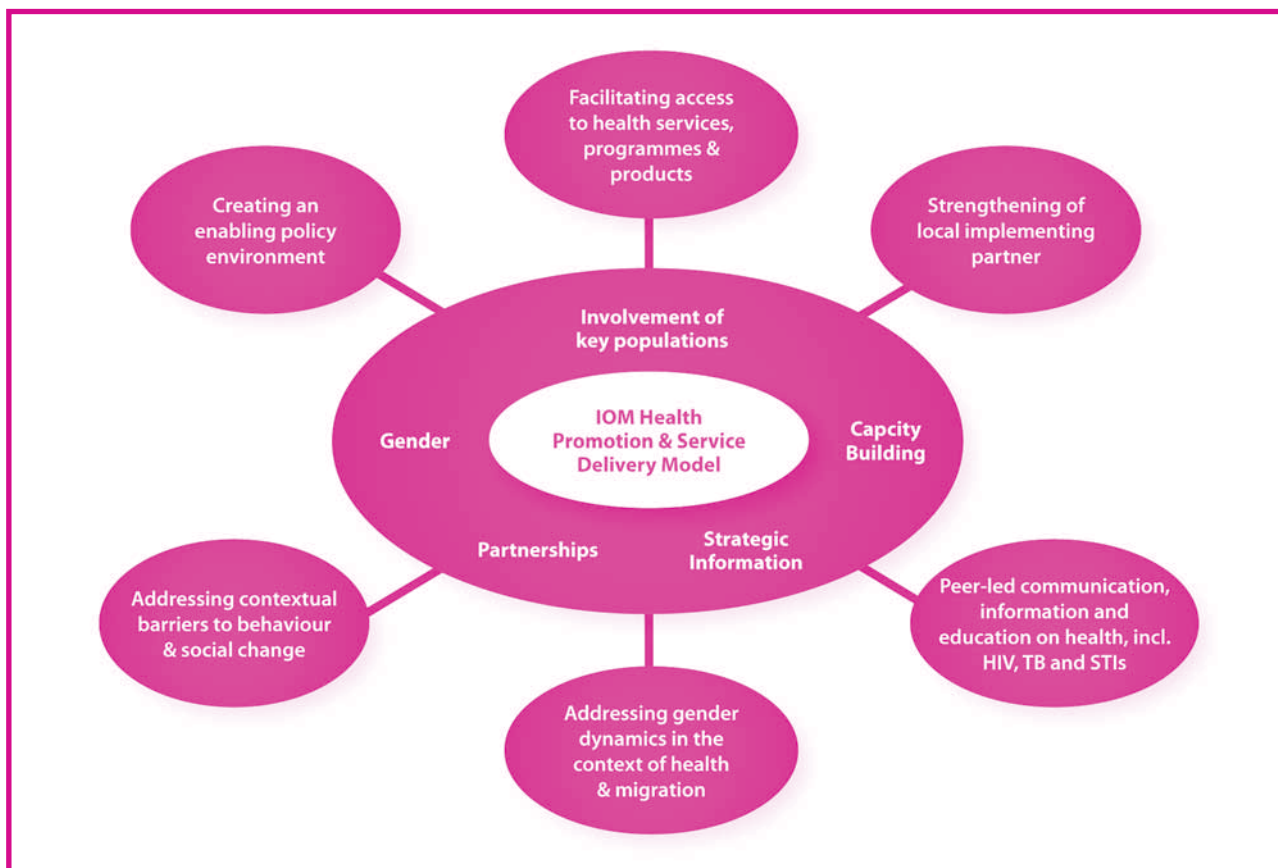 Facilitating access
to health services,
programmes &
products
Creating an
enabling policy
environment
Strengthening of
local implementing
partner
Involvement of
key populations
Gender
IOM Health
Promotion & Service
Delivery Model
Capcity
Building
Partnerships
Strategic
Information
Addressing contextual
barriers to behaviour
& social change
Peer-led communication,
information and
education on health, incl.
HIV, TB and STIs
Addressing gender
dynamics in the
context of health
& migration